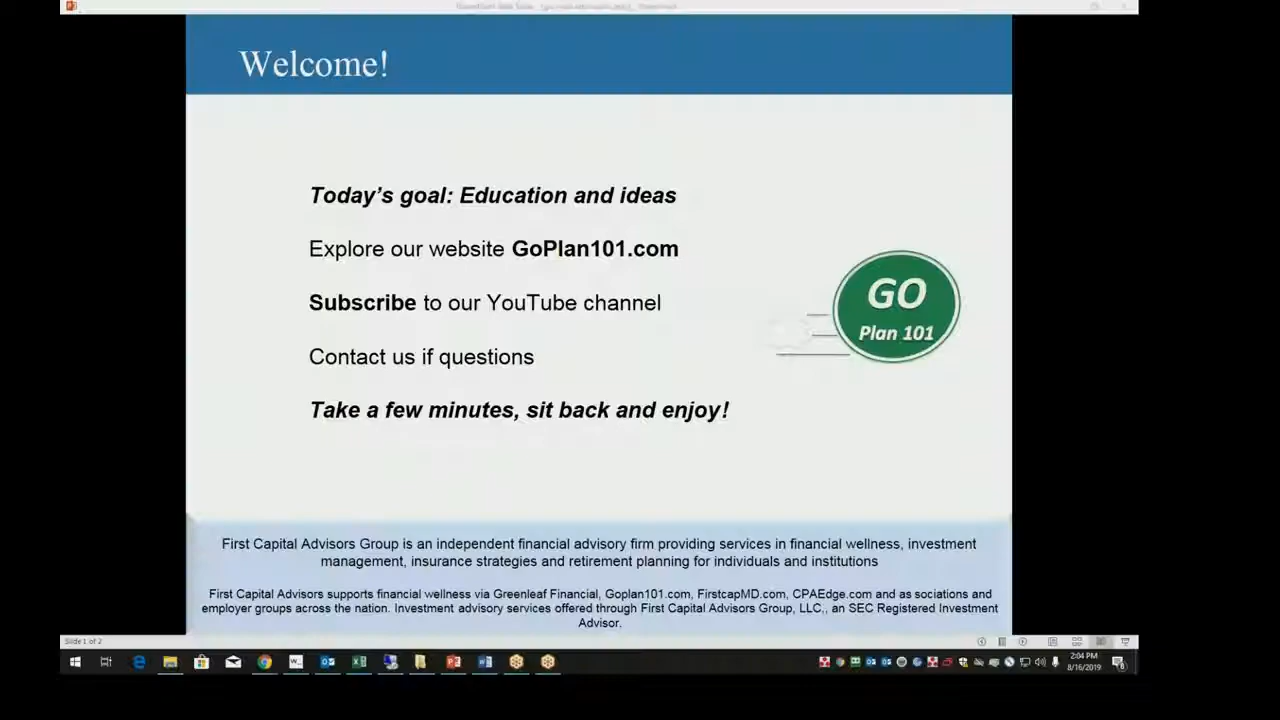 Welcome!
Today's goal: Education and ideas
Explore our website GoPlan101.com
Subscribe to our YouTube channel
Contact us if questions
Take a few minutes, sit back and enjoy!
GO
Plan 101
First Capital Advisors Group is an independent financial advisory firm providing services in financial wellness, investment
management, insurance strategies and retirement planning for individuals and institutions
First Capital Advisors supports financial wellness via Greenleaf Financial, Goplan101.com, FirstcapMD.com, CPAEdge.com and as sociations and
employer groups across the nation. Investment advisory services offered through First Capital Advisors Group, LLC,, an SEC Registered Investment
Advisor.
Slide 1 of 2
2:04 PM
8/16/2019